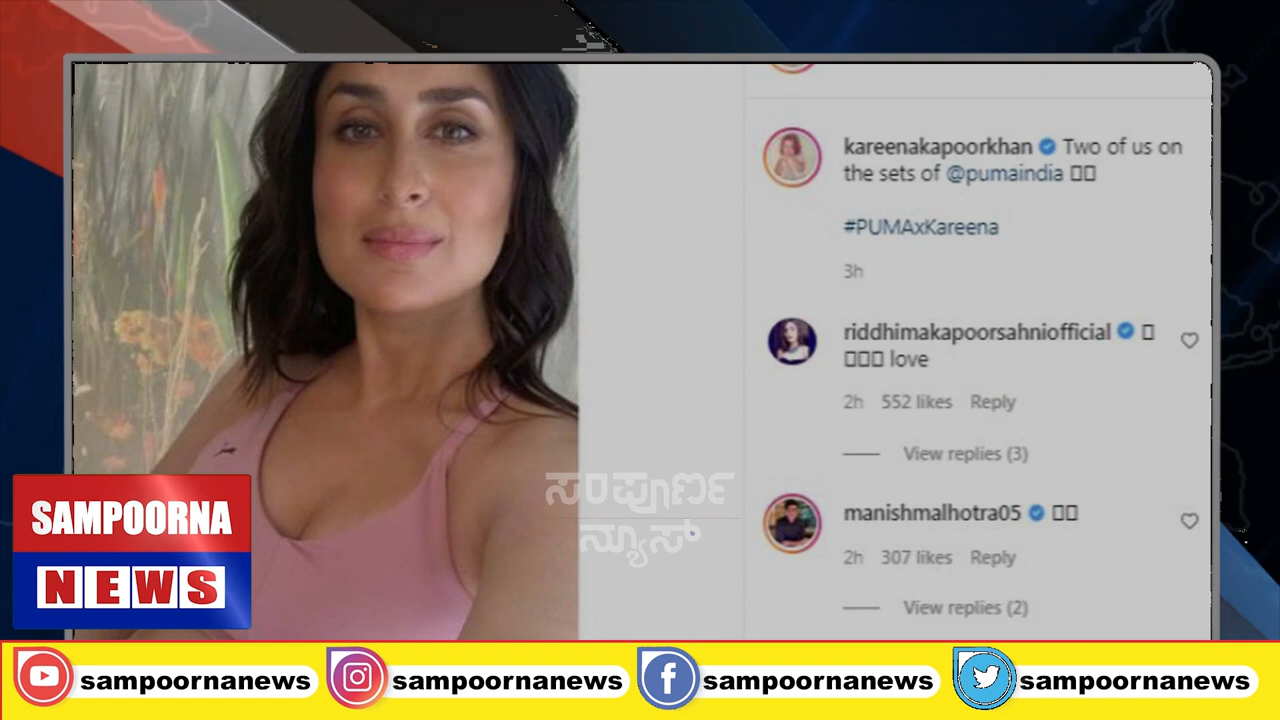 kareenakapoorkhan Two of us on
the sets of @pumaindia
#PUMAxKareena
3h
riddhimakapoorsahniofficial
love
2h 552 likes Reply
View replies (3)
manishmalhotra05
2h 307 likes Reply
View replies (2)
ಸಂಪೂರ್ಣ
ನ್ಯೂಸ್
SAMPOORNA
NEWS
sampoornanews sampoornanews sampoornanews sampoornanews